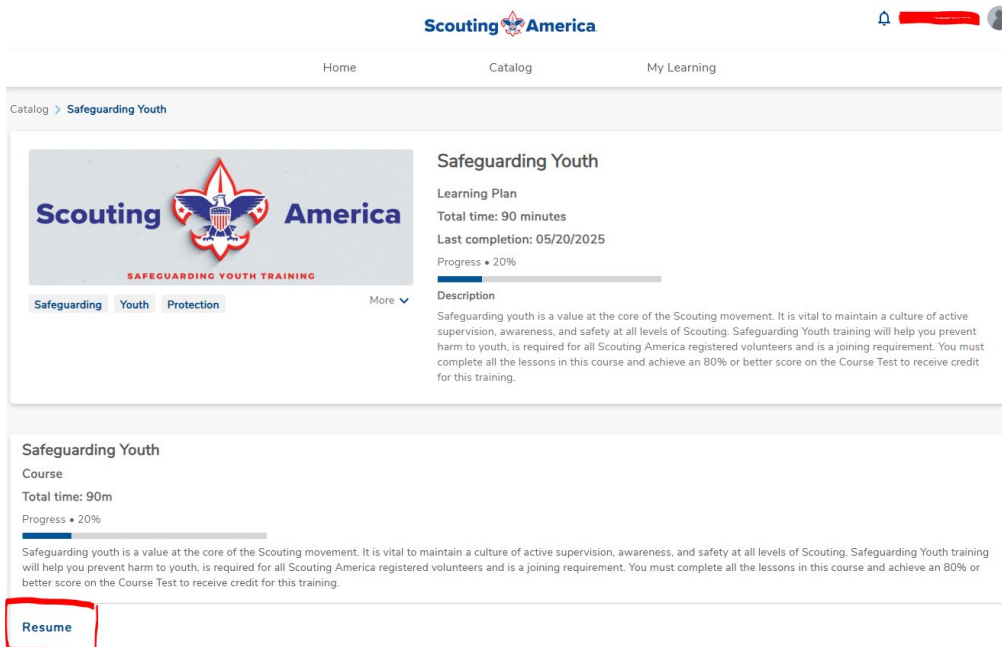 Scouting America
Home Catalog My Learning
Catalog > Safeguarding Youth
Scouting America
SAFEGUARDING YOUTH TRAINING
Safeguarding Youth Protection
More
Safeguarding Youth
Learning Plan
Total time: 90 minutes
Last completion: 05/20/2025
Progress • 20%
Description
Safeguarding youth is a value at the core of the Scouting movement. It is vital to maintain a culture of active
supervision, awareness, and safety at all levels of Scouting. Safeguarding Youth training will help you prevent
harm to youth, is required for all Scouting America registered volunteers and is a joining requirement. You must
complete all the lessons in this course and achieve an 80% or better score on the Course Test to receive credit
for this training.
Safeguarding Youth
Course
Total time: 90m
Progress • 20%
Safeguarding youth is a value at the core of the Scouting movement. It is vital to maintain a culture of active supervision, awareness, and safety at all levels of Scouting. Safeguarding Youth training
will help you prevent harm to youth, is required for all Scouting America registered volunteers and is a joining requirement. You must complete all the lessons in this course and achieve an 80% or
better score on the Course Test to receive credit for this training.
Resume